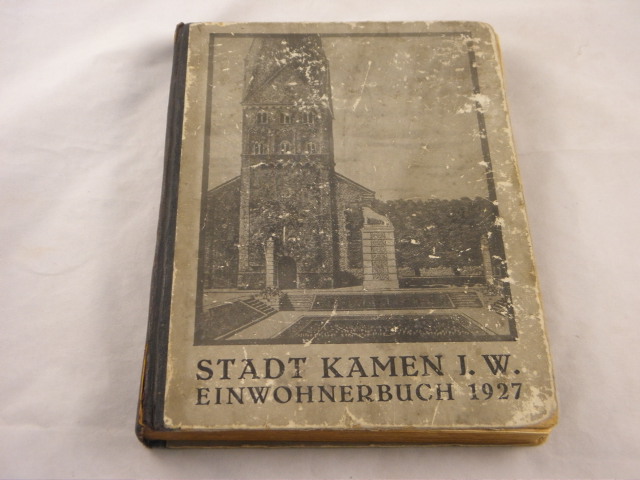 STADT KAMEN J. W.
EINWOHNERBUCH 1927